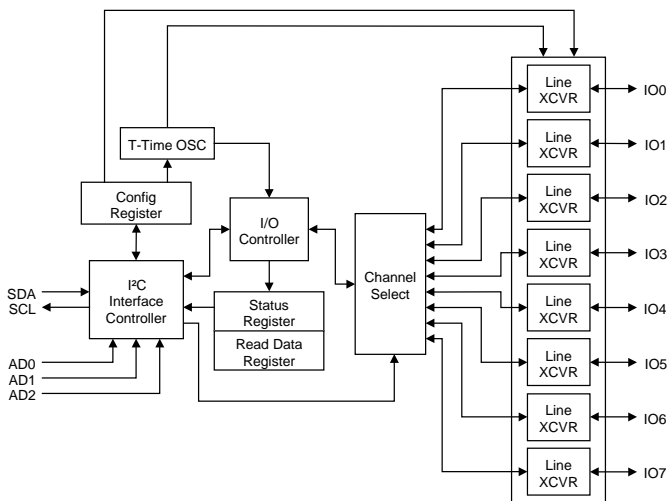 Line
XCVR
IO0
Line
XCVR
IO1
T-Time OSC
Config
Register
Line
XCVR
IO2
I/O
Controller
Line
XCVR
IO3
Channel
Select
I²C
Interface
Controller
SDA
SCL
Status
Register
Line
XCVR
IO4
Read Data
Register
Line
XCVR
IO5
AD0
AD1
AD2
Line
XCVR
IO6
Line
XCVR
IO7